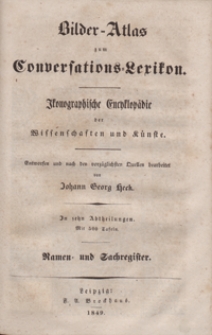 Bilder-Atlas
zum
Conversations-Lexikon.
Ikonographische Encyklopädie
der
Wissenschaften und Künste.
Entworfen und nach den vorzüglichsten Quellen bearbeitet
von
Johann Georg Heck.
In zehn Abtheilungen.
Mit 500 Tafeln.
Namen- und Sachregister.
Leipzig:
F. A. Brockhaus.
1849.